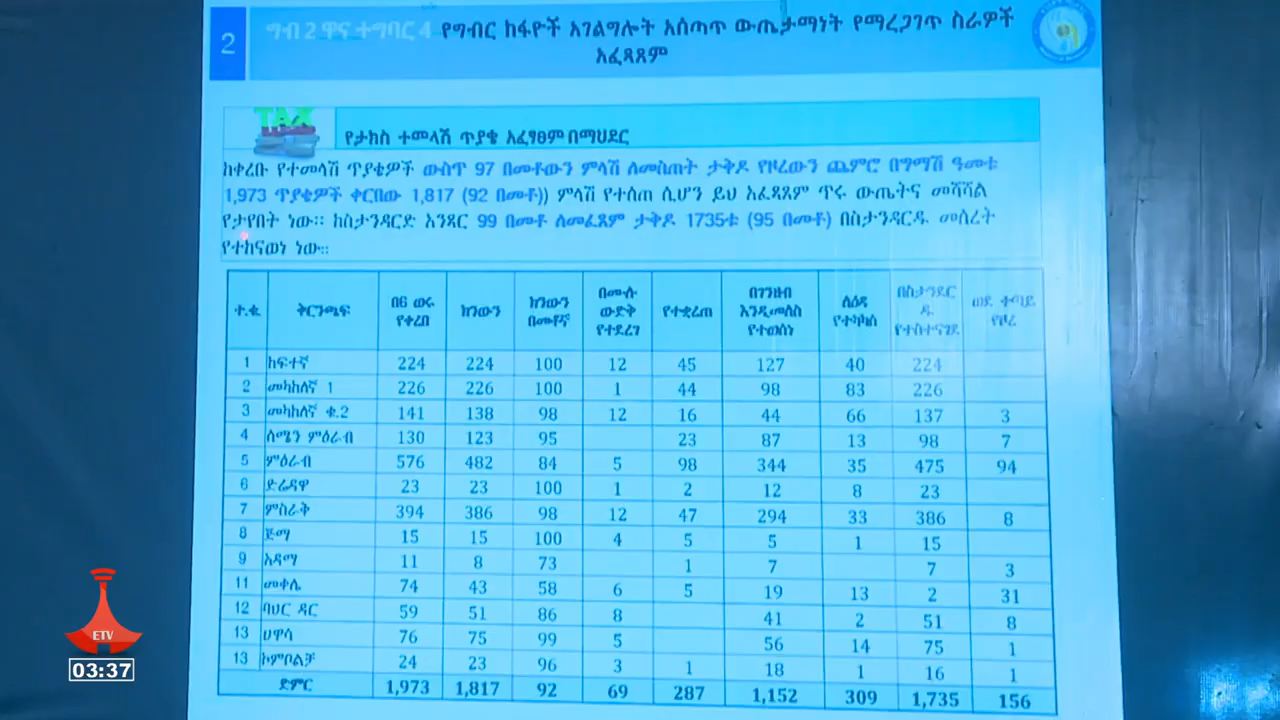 2
ግብ 2 ዋና ተግባር 4 የግብር ከፋዮች አገልግሎት አሰጣጥ ውጤታማነት የማረጋገጥ ስራዎች
አፈጻጸም
TAX
የታክስ ተመላሽ ጥያቄ አፈፃፀም በማህደር
ከቀረቡ የተመላሽ ጥያቄዎች ውስጥ 97 በመቶውን ምላሽ ለመስጠት ታቅዶ የዞረውን ጨምሮ በግማሽ ዓመቱ
1,973 ጥያቄዎች ቀርበው 1,817 (92 በመቶ)) ምላሽ የተሰጠ ሲሆን ይህ አፈጻጸም ጥሩ ውጤትና መሻሻል
የታየበት ነው፡፡ ከስታንዳርድ አንጻር 99 በመቶ ለመፈጸም ታቅዶ 1735ቱ (95 በመቶ) በስታንዳርዱ መሰረት
የተከናወነ ነው፡፡
ተ.ቁ. ቅርንጫፍ በ6 ወሩ የቀረበ ክንውን ክንውን በመቶኛ በሙሉ ውድቅ የተደረገ የተቋረጠ በገንዘብ እንዲመለስ የተወሰነ ለዕዳ የተካካሰ በስታንደርዱ የተስተናገደ ወደ ቀጣይ የዞረ
1 ከፍተኛ 224 224 100 12 45 127 40 224
2 መካከለኛ 1 226 226 100 1 44 98 83 226
3 መካከለኛ ቁ.2 141 138 98 12 16 44 66 137 3
4 ሰሜን ምዕራብ 130 123 95 23 87 13 98 7
5 ምዕራብ 576 482 84 5 98 344 35 475 94
6 ድሬዳዋ 23 23 100 1 2 12 8 23
7 ምስራቅ 394 386 98 12 47 294 33 386 8
8 ጅማ 15 15 100 4 5 5 1 15
9 አዳማ 11 8 73 1 7 7 3
11 መቀሌ 74 43 58 6 5 19 13 2 31
12 ባህር ዳር 59 51 86 8 41 2 51 8
13 ሀዋሳ 76 75 99 5 56 14 75 1
13 ኮምቦልቻ 24 23 96 3 1 18 1 16 1
ድምር 1,973 1,817 92 69 287 1,152 309 1,735 156
ETV
03:37